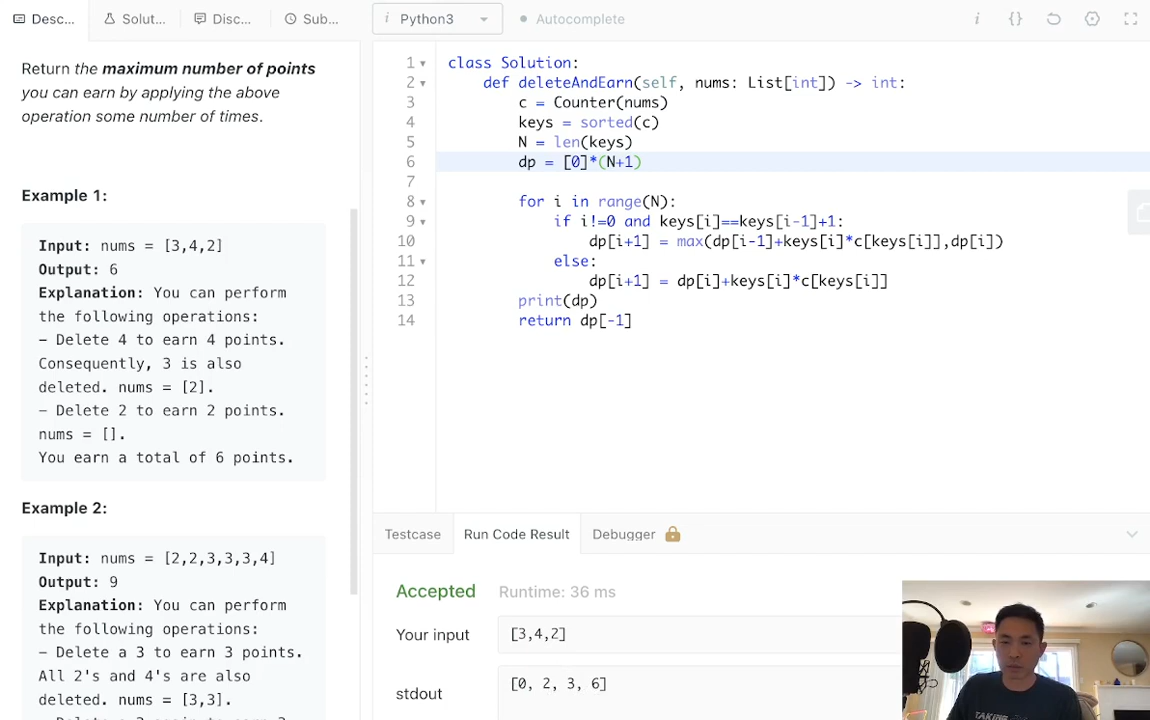 Desc...
Solut...
Disc...
Sub...
i Python3
Autocomplete
i {}
Return the maximum number of points
you can earn by applying the above
operation some number of times.
Example 1:
Input: nums = [3,4,2]
Output: 6
Explanation: You can perform
the following operations:
- Delete 4 to earn 4 points.
Consequently, 3 is also
deleted. nums = [2].
- Delete 2 to earn 2 points.
nums = [].
You earn a total of 6 points.
Example 2:
Input: nums = [2,2,3,3,3,4]
Output: 9
Explanation: You can perform
the following operations:
- Delete a 3 to earn 3 points.
All 2's and 4's are also
deleted. nums = [3,3].
1 class Solution:
2 def deleteAndEarn(self, nums: List[int]) -> int:
3 c = Counter(nums)
4 keys = sorted(c)
5 N = len(keys)
6 dp = [0]*(N+1)
7
8 for i in range(N):
9 if i!=0 and keys[i]==keys[i-1]+1:
10 dp[i+1] = max(dp[i-1]+keys[i]*c[keys[i]],dp[i])
11 else:
12 dp[i+1] = dp[i]+keys[i]*c[keys[i]]
13 print(dp)
14 return dp[-1]
Testcase
Run Code Result
Debugger
Accepted Runtime: 36 ms
Your input [3,4,2]
stdout [0, 2, 3, 6]
TAKING